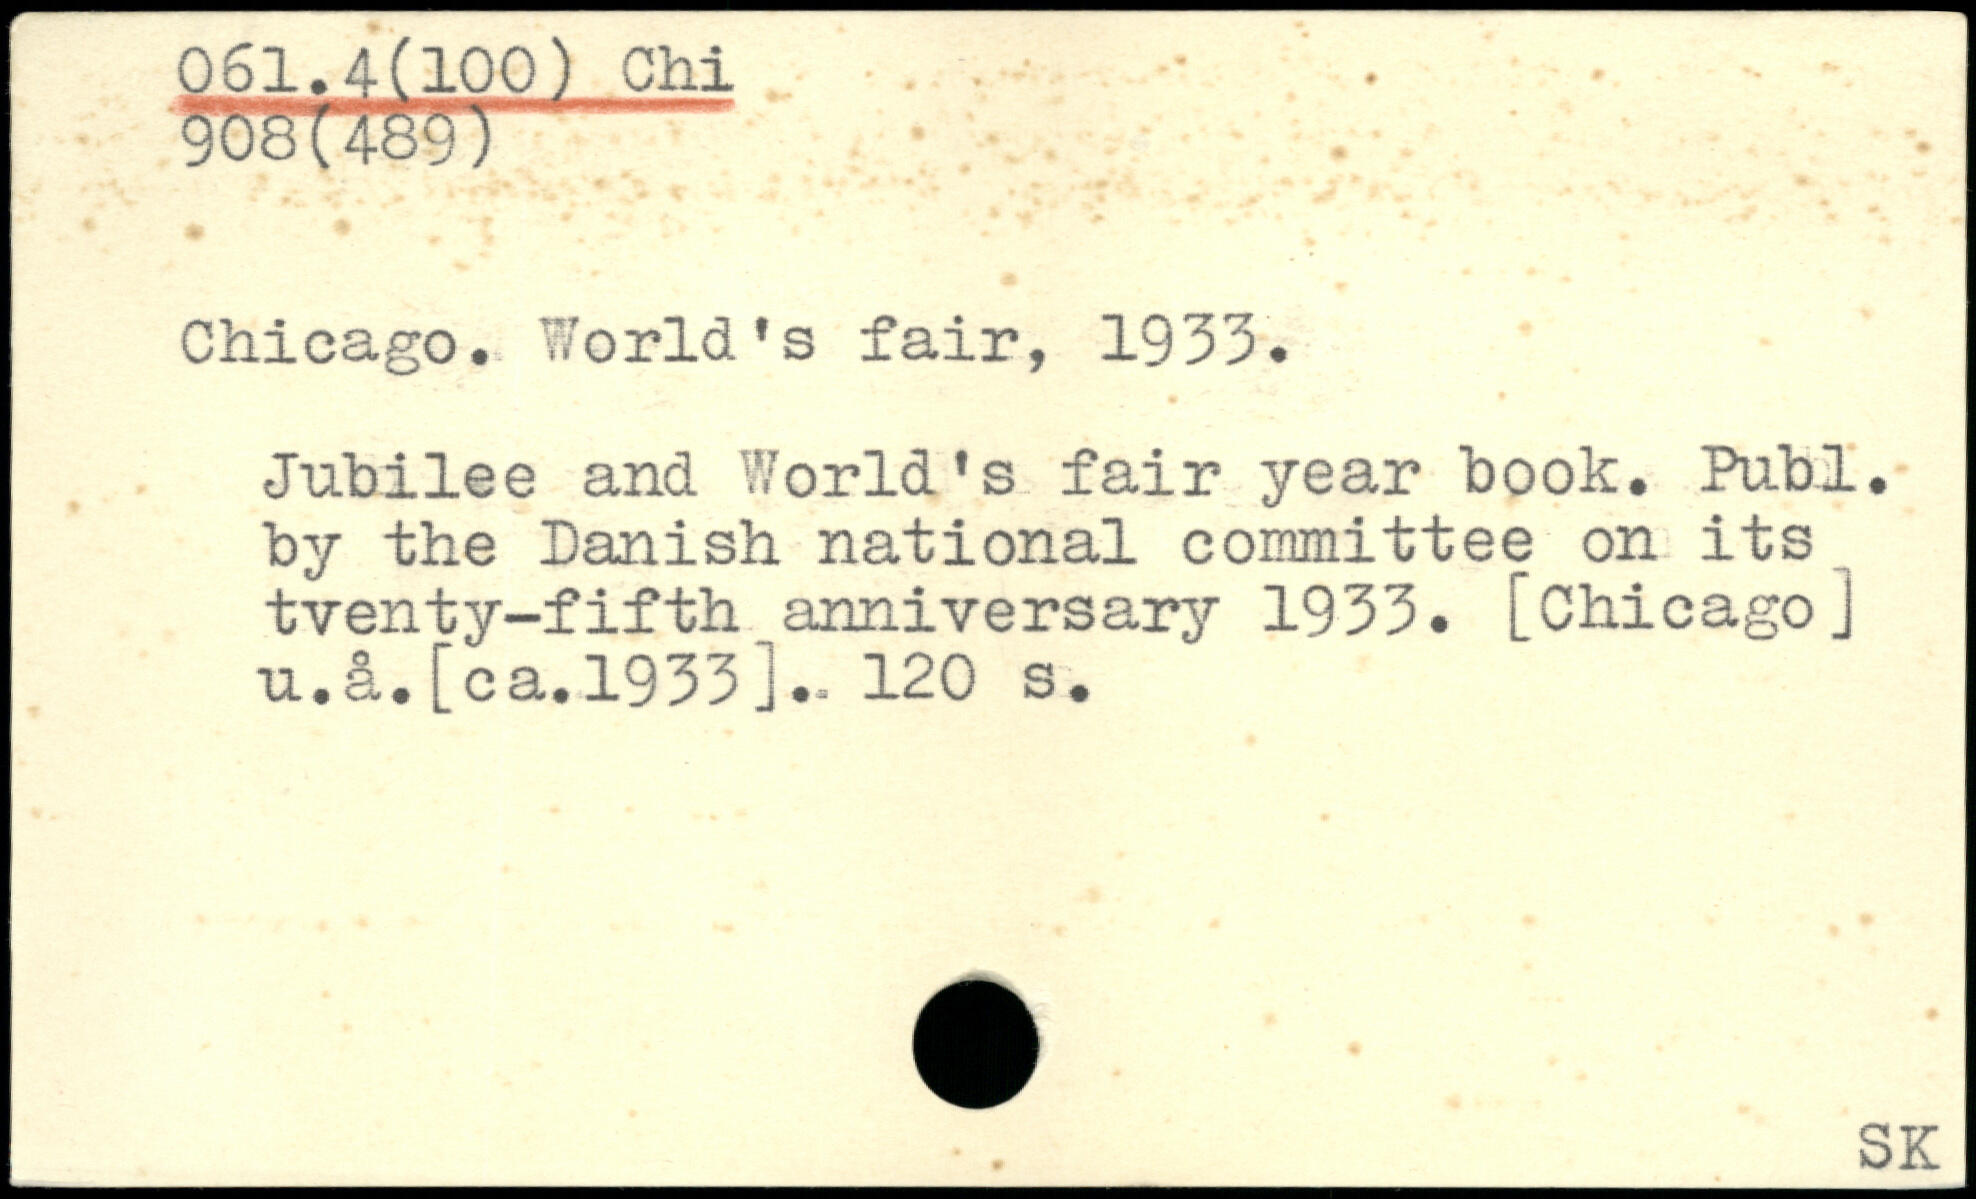 061.4(100) Chi
908(489)
Chicago. World's fair, 1933.
Jubilee and World's fair year book. Publ.
by the Danish national committee on its
tventy-fifth anniversary 1933. [Chicago]
u.å.[ca.1933]. 120 s.
SK